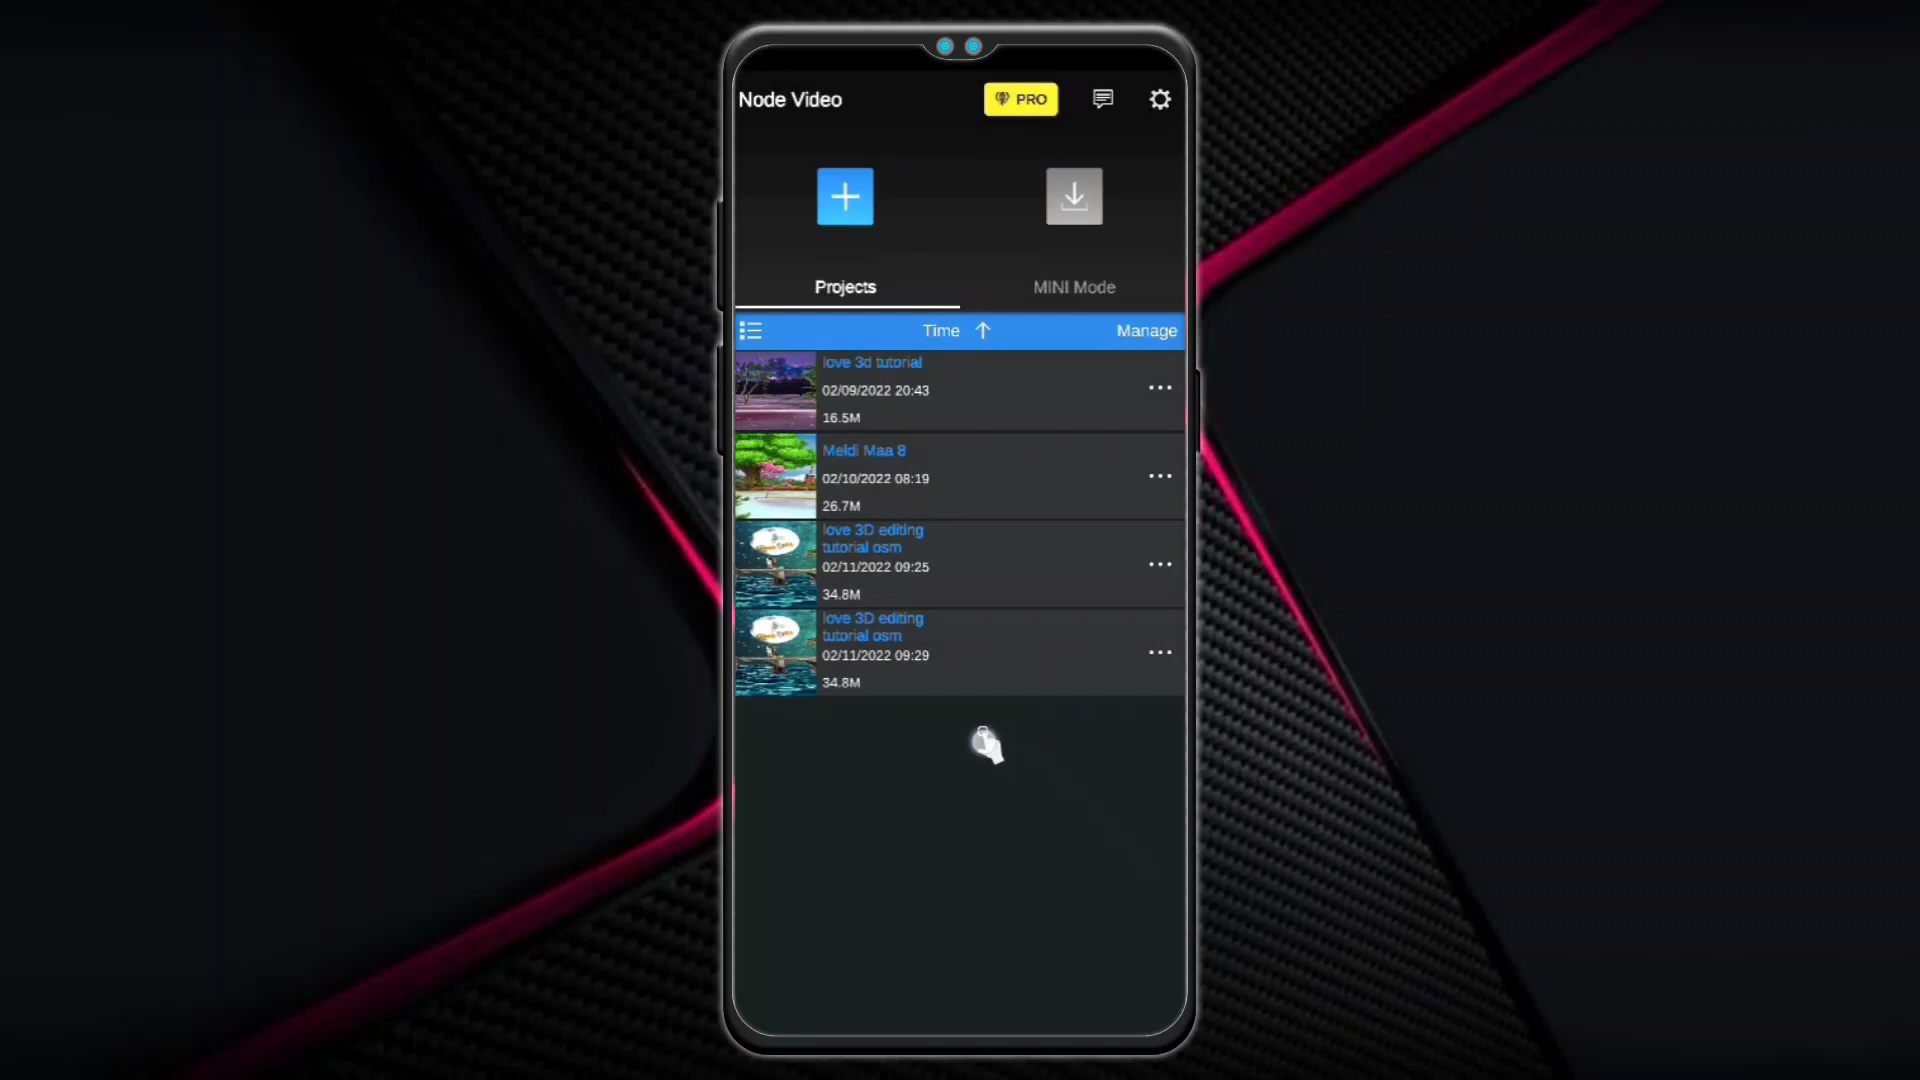 Node Video
PRO
Projects
MINI Mode
Time
Manage
love 3d tutorial
02/09/2022 20:43
16.5M
Meldi Maa 8
02/10/2022 08:19
26.7M
love 3D editing
tutorial osm
02/11/2022 09:25
34.8M
love 3D editing
tutorial osm
02/11/2022 09:29
34.8M